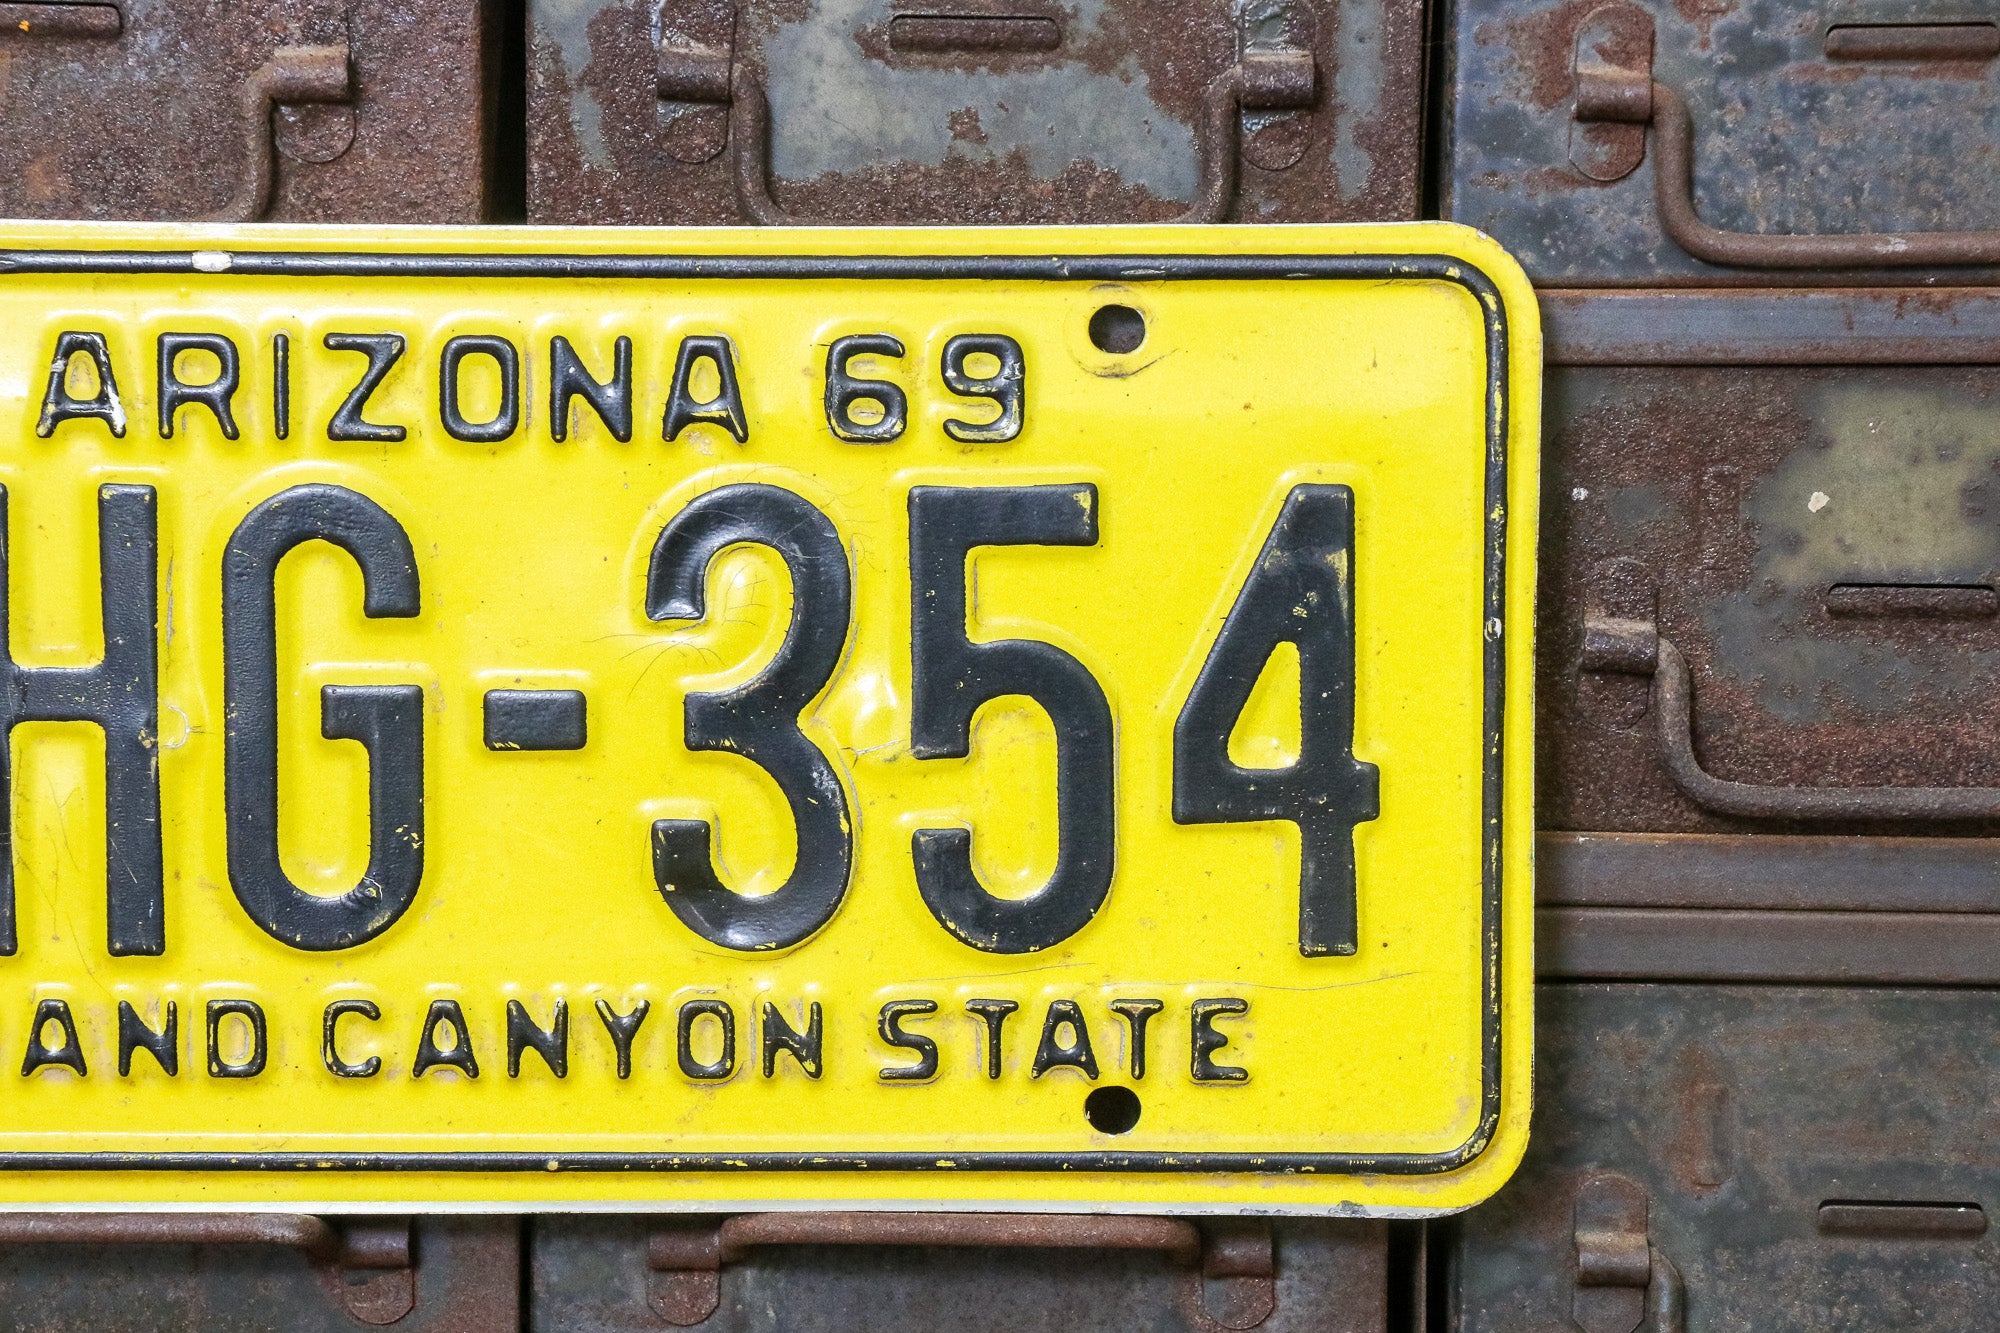 ARIZONA 69
HG-354
AND CANYON STATE